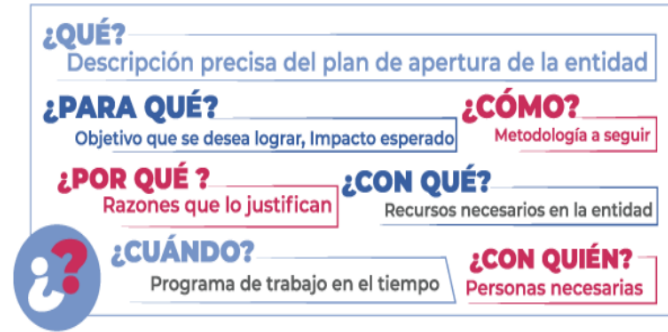 ¿QUÉ?
Descripción precisa del plan de apertura de la entidad
¿PARA QUÉ?
Objetivo que se desea lograr, Impacto esperado
¿CÓMO?
Metodología a seguir
¿POR QUÉ ?
Razones que lo justifican
¿CON QUÉ?
Recursos necesarios en la entidad
¿CUÁNDO?
Programa de trabajo en el tiempo
¿CON QUIÉN?
Personas necesarias
¿?